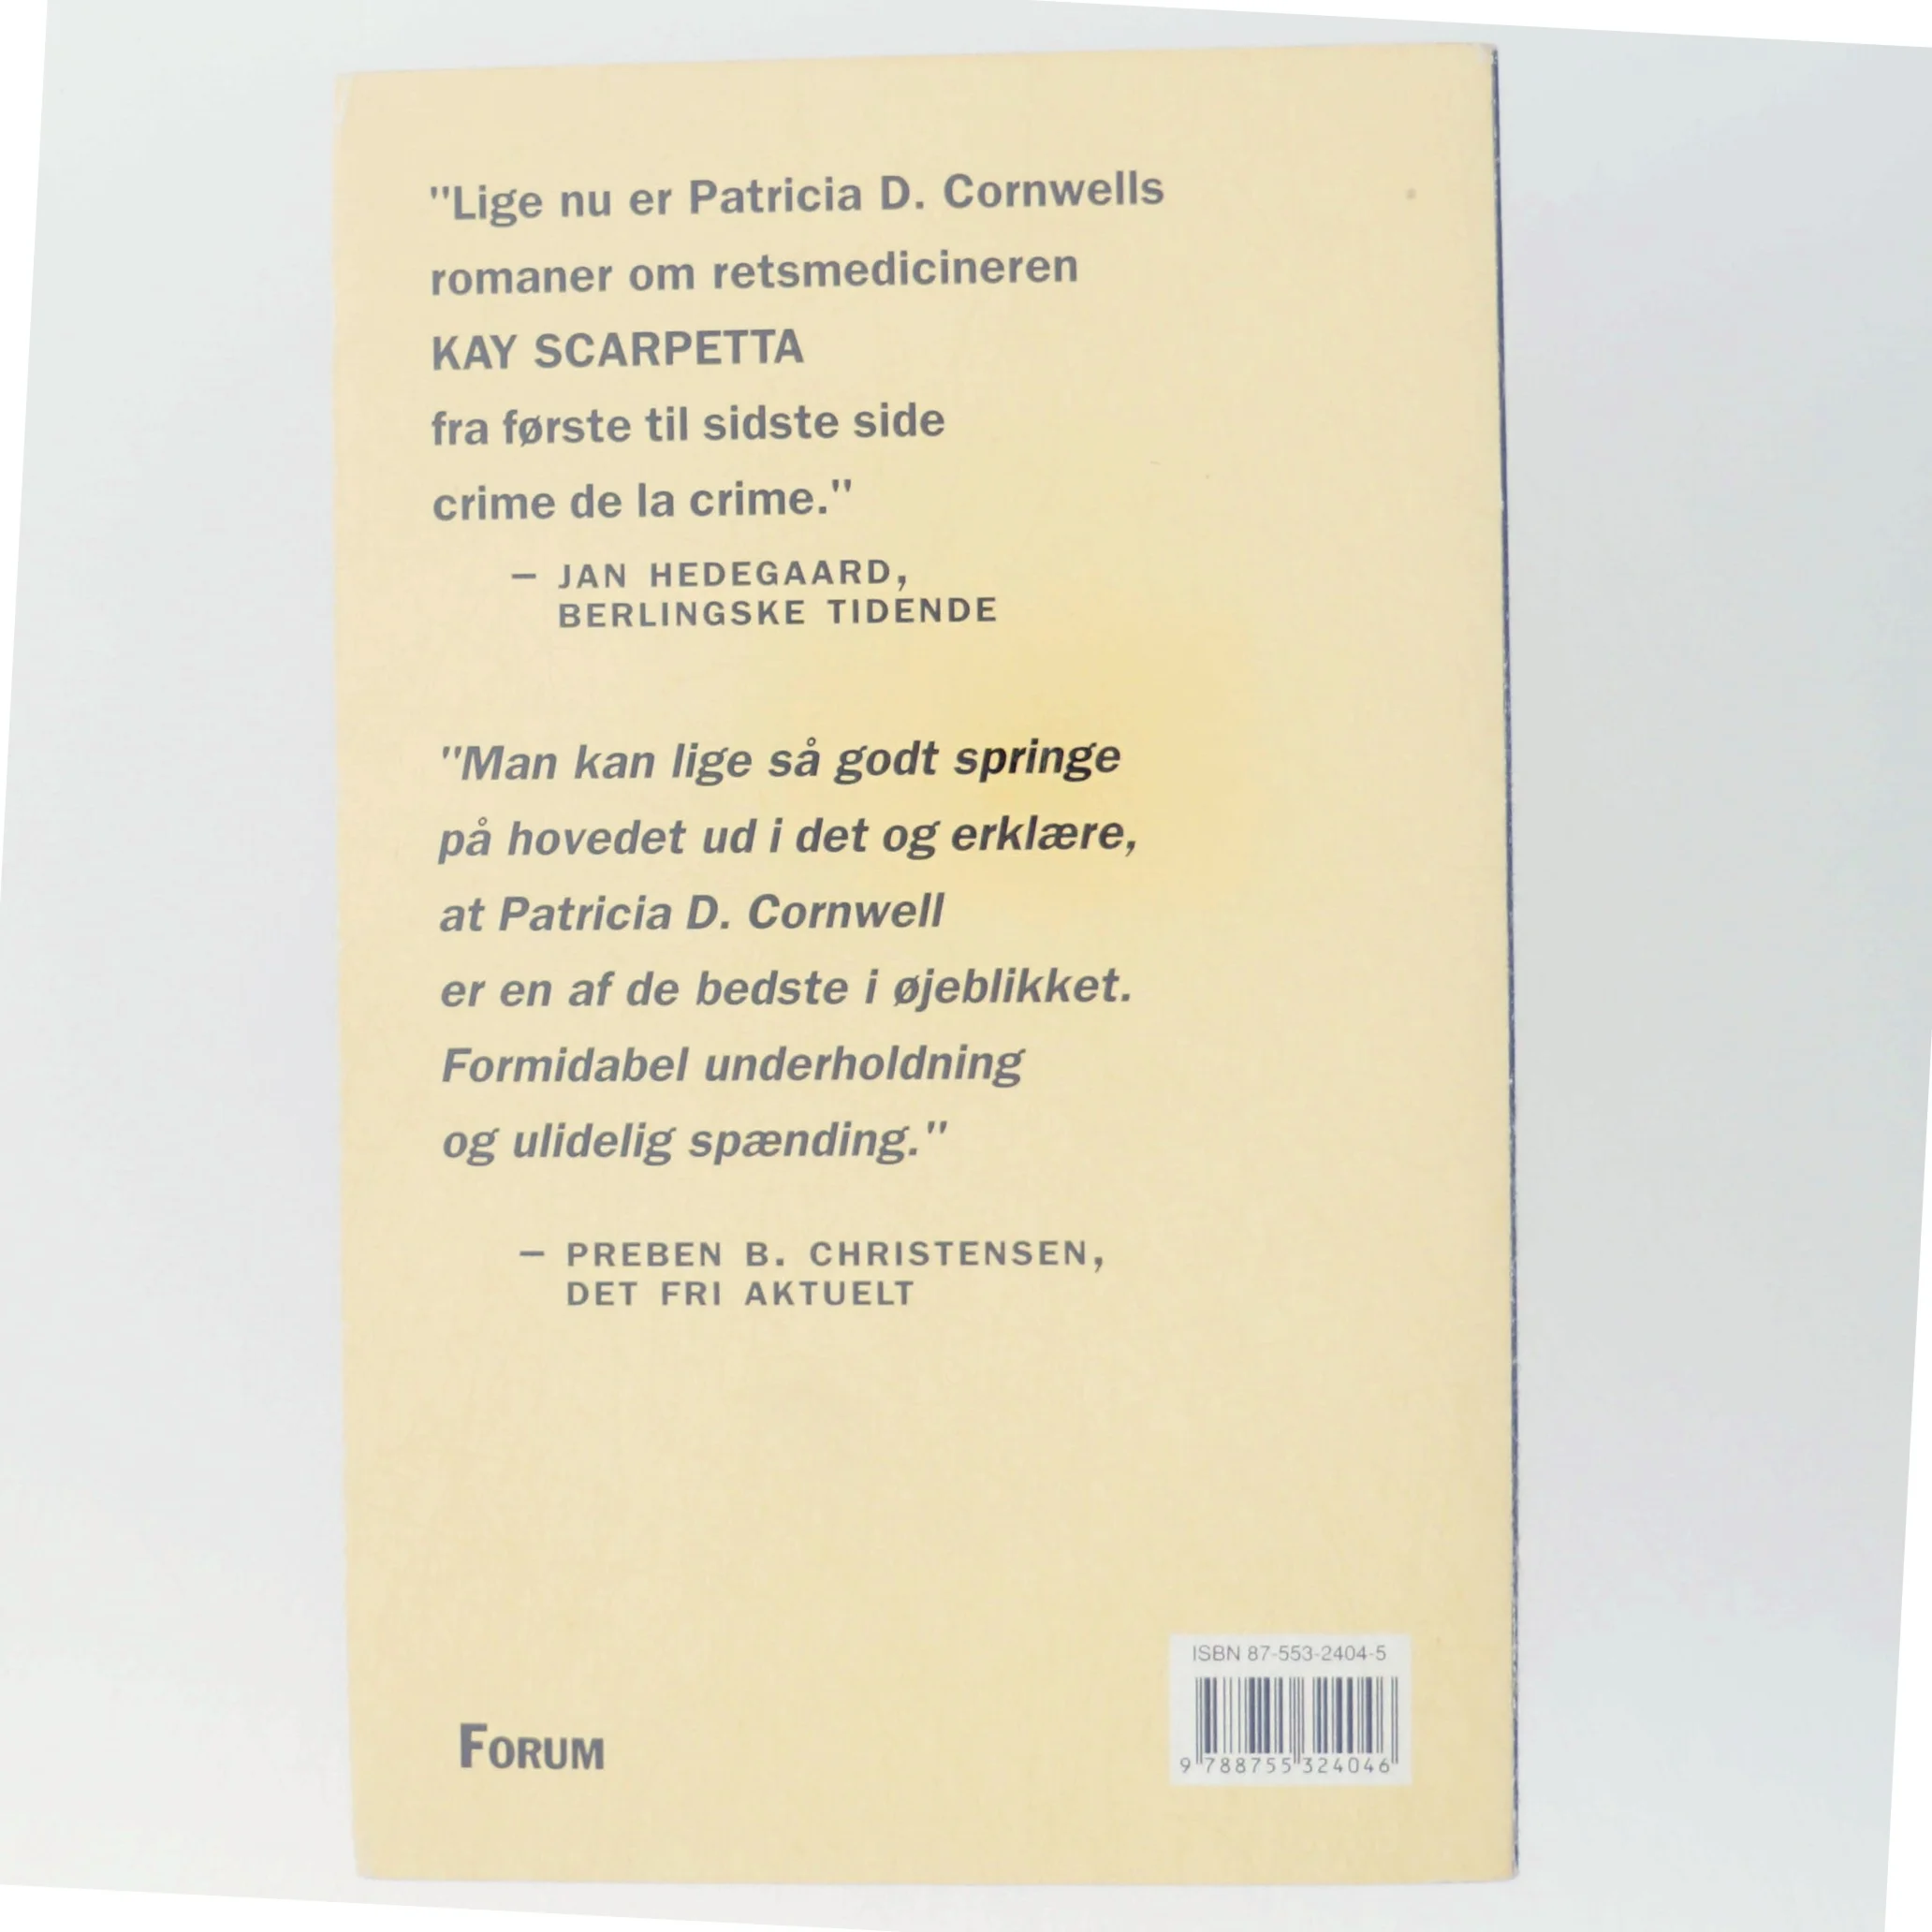 "Lige nu er Patricia D. Cornwells
romaner om retsmedicineren
KAY SCARPETTA
fra første til sidste side
crime de la crime."
– JAN HEDEGAARD,
BERLINGSKE TIDENDE
"Man kan lige så godt springe
på hovedet ud i det og erklære,
at Patricia D. Cornwell
er en af de bedste i øjeblikket.
Formidabel underholdning
og ulidelig spænding."
– PREBEN B. CHRISTENSEN,
DET FRI AKTUELT
FORUM
ISBN 87-553-2404-5
9 788755 324046